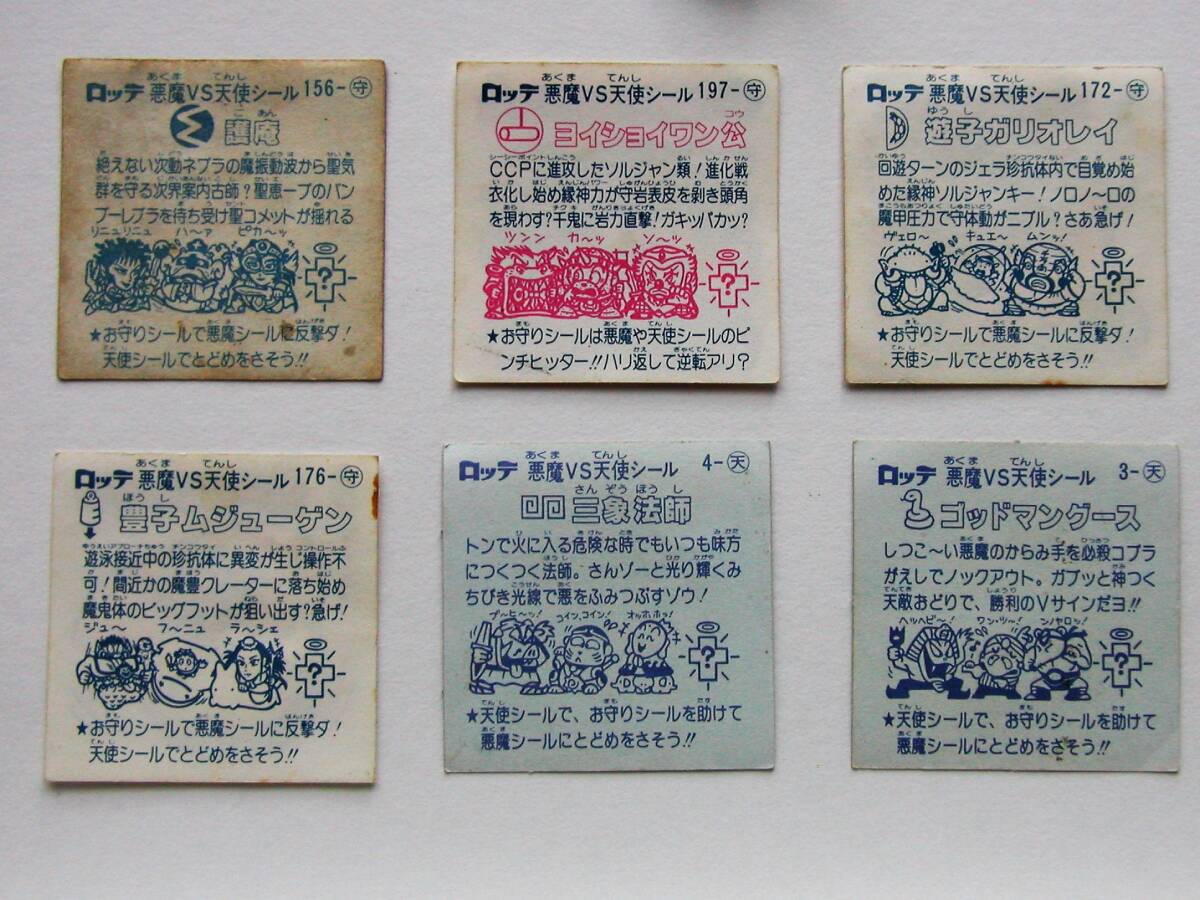 ロッテ 悪魔VS天使シール 156-守
護庵
絶えない次動ネブラの魔振動波から聖気
群を守る次界案内古師?聖恵一プのバン
プーレブラを待ち受け聖コメットが揺れる
リニュリニュ ハ〜ァ ピカ〜ッ
?
★お守りシールで悪魔シールに反撃ダ!
天使シールでとどめをさそう!!
ロッテ 悪魔VS天使シール 197-守
ヨイショイワン公
CCPに進攻したソルジャン類!進化戦
衣化し始め縁神力が守岩表皮を剥き頭角
を現わす?干鬼に岩力直撃!ガキッバカッ?
ツンン カ〜ッ ソ〜ッ
?
★お守りシールは悪魔や天使シールのピ
ンチヒッター!!ハリ返して逆転アリ?
ロッテ 悪魔VS天使シール 172-守
遊子ガリオレイ
回遊ターンのジェラ珍抗体内で目覚め始
めた縁神ソルジャンキー!ノロノ〜ロの
魔甲圧力で守体動がニブル?さあ急げ!
ヴェロ〜 キュエ〜 ムンッ!
?
★お守りシールで悪魔シールに反撃ダ!
天使シールでとどめをさそう!!
ロッテ 悪魔VS天使シール 176-守
豊子ムジューゲン
遊泳接近中の珍抗体に異変が生じ操作不
可!間近かの魔豊クレーターに落ち始め
魔鬼体のビッグフットが狙い出す?急げ!
ジュ〜 フ〜ニュ ラ〜シェ
?
★お守りシールで悪魔シールに反撃ダ!
天使シールでとどめをさそう!!
ロッテ 悪魔VS天使シール 4-天
三象法師
トンで火に入る危険な時でもいつも味方
につくつく法師。さんゾーと光り輝くみ
ちびき光線で悪をふみつぶすゾウ!
プーヒ〜ッ! コイツ、コイン! オッホホッ!
?
★天使シールで、お守りシールを助けて
悪魔シールにとどめをさそう!!
ロッテ 悪魔VS天使シール 3-天
ゴッドマングース
しつこ〜い悪魔のからみ手を必殺コブラ
がえしでノックアウト。ガブッと神つく
天敵おどりで、勝利のVサインだヨ!!
ヘッヘビ〜! ワン・ツ〜! ンャロッ!
?
★天使シールで、お守りシールを助けて
悪魔シールにとどめをさそう!!